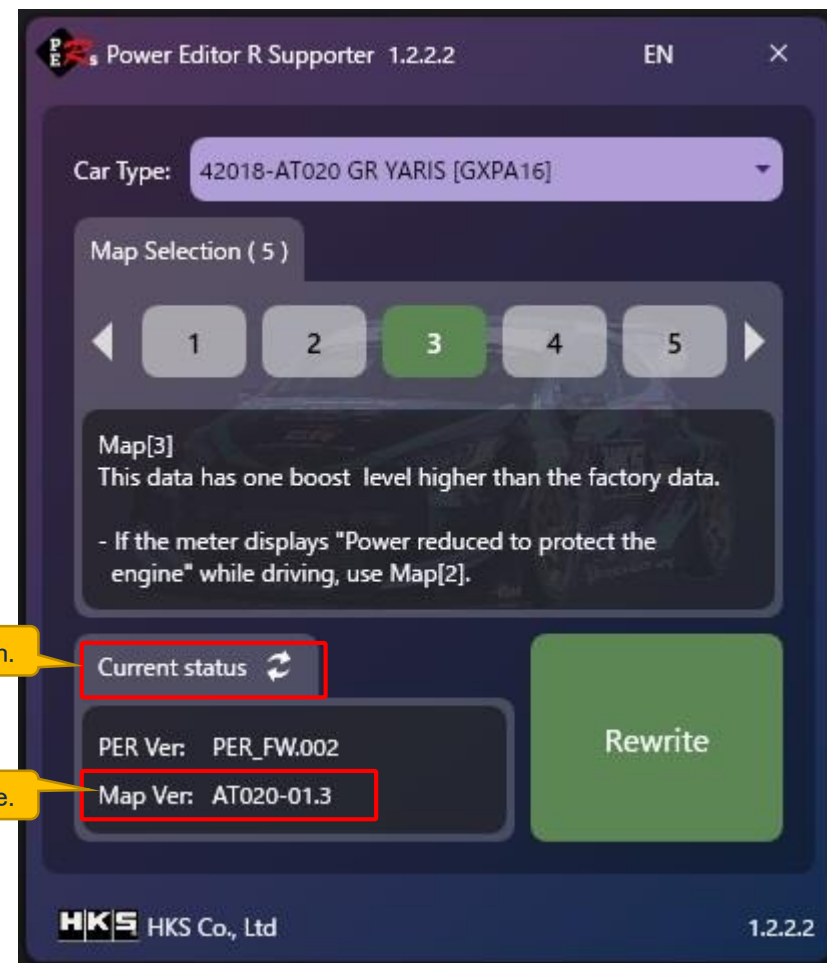 Power Editor R Supporter 1.2.2.2 EN ×
Car Type: 42018-AT020 GR YARIS [GXPA16]
Map Selection ( 5 )
1 2 3 4 5
Map[3]
This data has one boost level higher than the factory data.
- If the meter displays "Power reduced to protect the
engine" while driving, use Map[2].
n.
Current status
Rewrite
PER Ver: PER_FW.002
e.
Map Ver: AT020-01.3
HKS HKS Co., Ltd 1.2.2.2